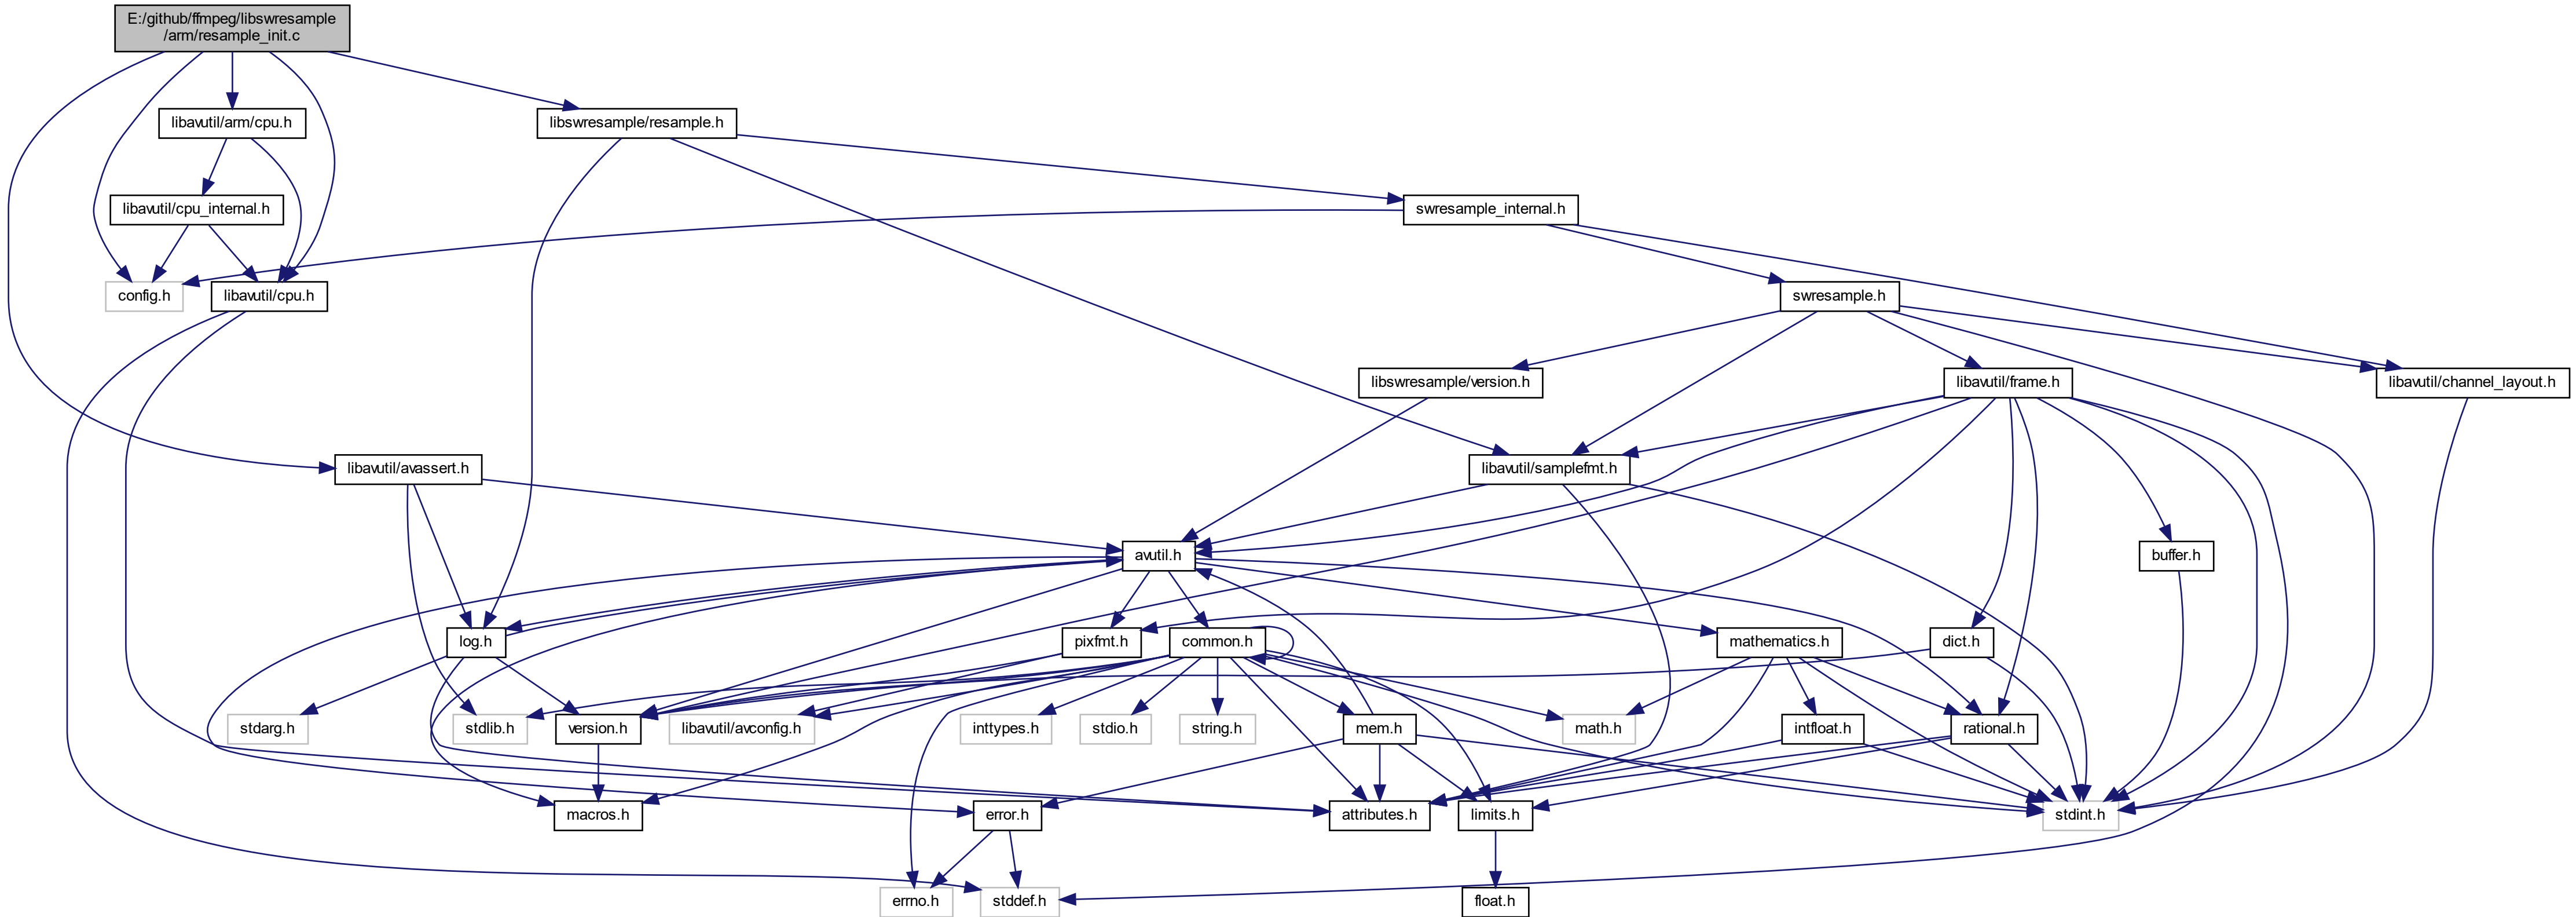 E:/github/ffmpeg/libswresample
/arm/resample_init.c
libavutil/arm/cpu.h
libswresample/resample.h
libavutil/cpu_internal.h
swresample_internal.h
config.h
libavutil/cpu.h
swresample.h
libswresample/version.h
libavutil/frame.h
libavutil/channel_layout.h
libavutil/avassert.h
libavutil/samplefmt.h
avutil.h
buffer.h
log.h
pixfmt.h
common.h
mathematics.h
dict.h
stdarg.h
stdlib.h
version.h
libavutil/avconfig.h
inttypes.h
stdio.h
string.h
mem.h
math.h
intfloat.h
rational.h
macros.h
error.h
attributes.h
limits.h
stdint.h
errno.h
stddef.h
float.h